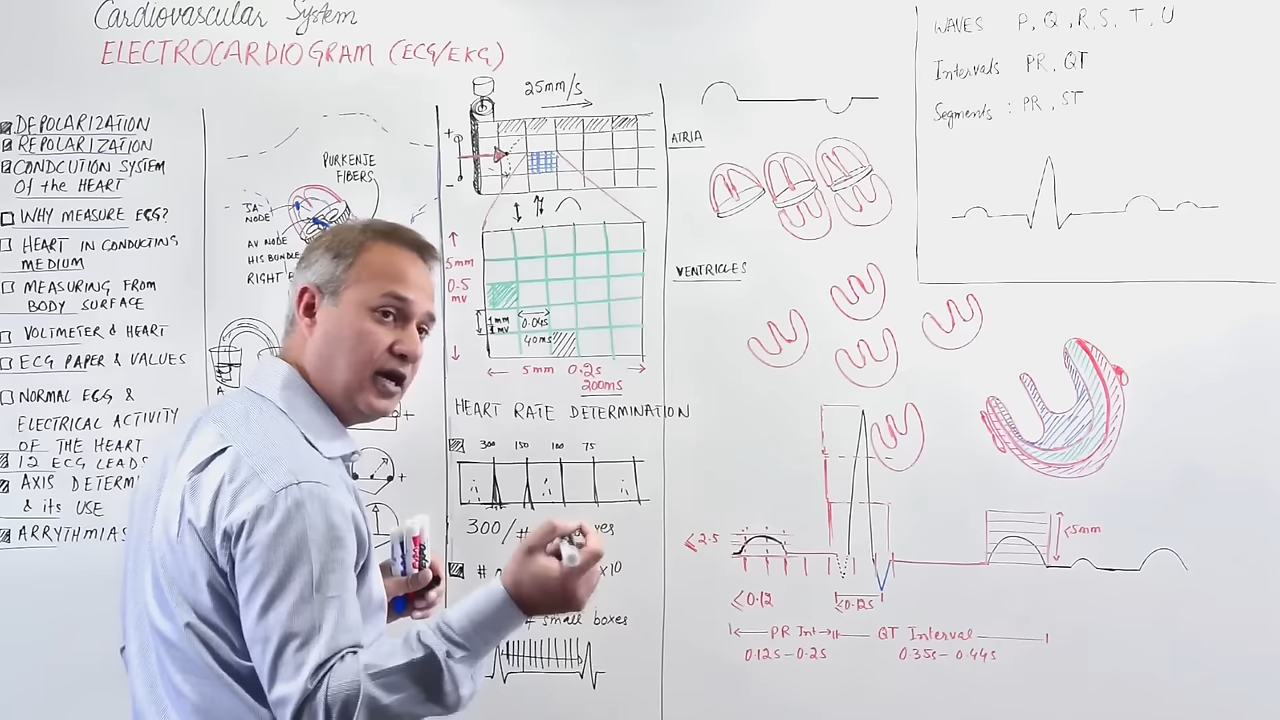 Cardiovascular System
ELECTROCARDIOGRAM (ECG/EKG)
DEPOLARIZATION
REPOLARIZATION
CONDCUTION SYSTEM
Of the HEART
WHY MEASURE ECG?
HEART IN CONDUCTING
MEDIUM
MEASURING FROM
BODY SURFACE
VOLTMETER & HEART
ECG PAPER & VALUES
NORMAL ECG &
ELECTRICAL ACTIVITY
OF THE HEART
12 ECG LEADS
AXIS DETERMI
& its USE
ARRYTHMIAS
PURKENJE
FIBERS
SA
NODE
AV NODE
HIS BUNDLE
RIGHT
A
+
+
25mm/s
+
-
5mm
0.5
mv
1mm
mv
0.04s
40ms
5mm 0.2s
200ms
HEART RATE DETERMINATION
300 150 100 75
300/#
#
x10
# small boxes
ATRIA
VENTRICLES
≤2.5
≤0.12
≤0.12s
<5mm
PR Int
QT Interval
0.12s-0.2s
0.35s-0.44s
WAVES P, Q, R, S, T, U
Intervals PR, QT
Segments : PR, ST